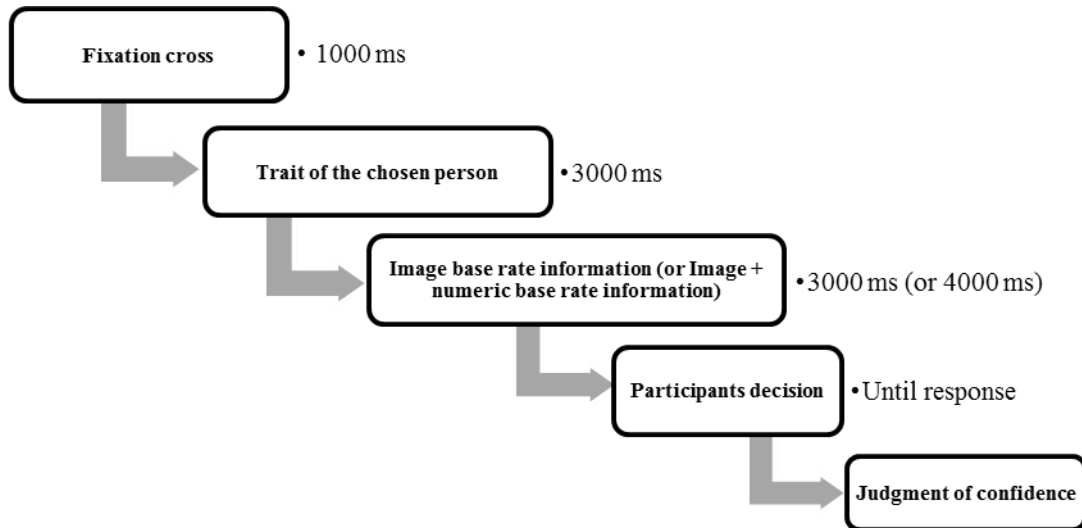 Fixation cross
• 1000 ms
Trait of the chosen person
•3000 ms
Image base rate information (or Image +
numeric base rate information)
•3000 ms (or 4000 ms)
Participants decision
•Until response
Judgment of confidence